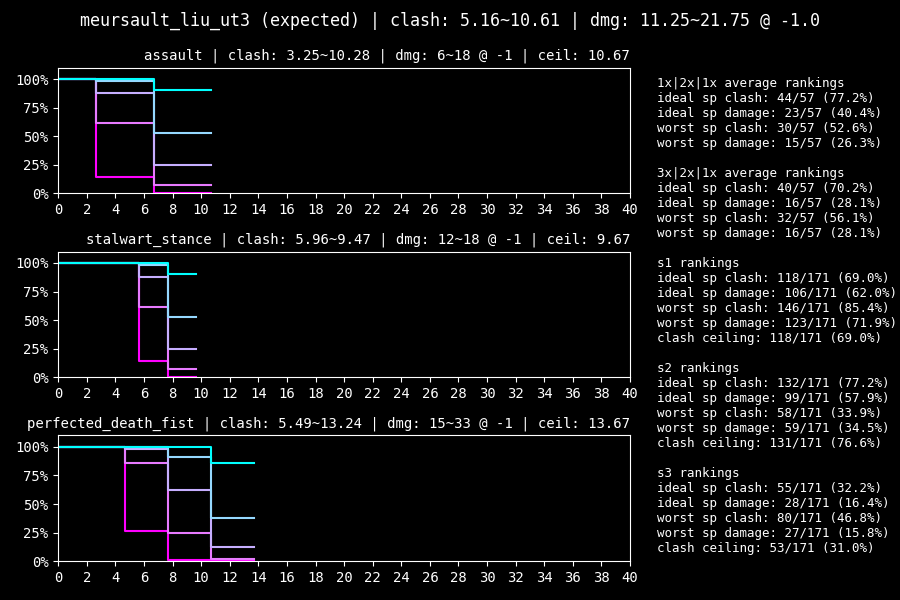 meursault_liu_ut3 (expected) | clash: 5.16~10.61 | dmg: 11.25~21.75 @ -1.0
assault | clash: 3.25~10.28 | dmg: 6~18 @ -1 | ceil: 10.67
100%
75%
50%
25%
0%
0 2 4 6 8 10 12 14 16 18 20 22 24 26 28 30 32 34 36 38 40
stalwart_stance | clash: 5.96~9.47 | dmg: 12~18 @ -1 | ceil: 9.67
100%
75%
50%
25%
0%
0 2 4 6 8 10 12 14 16 18 20 22 24 26 28 30 32 34 36 38 40
perfected_death_fist | clash: 5.49~13.24 | dmg: 15~33 @ -1 | ceil: 13.67
100%
75%
50%
25%
0%
0 2 4 6 8 10 12 14 16 18 20 22 24 26 28 30 32 34 36 38 40
1x|2x|1x average rankings
ideal sp clash: 44/57 (77.2%)
ideal sp damage: 23/57 (40.4%)
worst sp clash: 30/57 (52.6%)
worst sp damage: 15/57 (26.3%)
3x|2x|1x average rankings
ideal sp clash: 40/57 (70.2%)
ideal sp damage: 16/57 (28.1%)
worst sp clash: 32/57 (56.1%)
worst sp damage: 16/57 (28.1%)
s1 rankings
ideal sp clash: 118/171 (69.0%)
ideal sp damage: 106/171 (62.0%)
worst sp clash: 146/171 (85.4%)
worst sp damage: 123/171 (71.9%)
clash ceiling: 118/171 (69.0%)
s2 rankings
ideal sp clash: 132/171 (77.2%)
ideal sp damage: 99/171 (57.9%)
worst sp clash: 58/171 (33.9%)
worst sp damage: 59/171 (34.5%)
clash ceiling: 131/171 (76.6%)
s3 rankings
ideal sp clash: 55/171 (32.2%)
ideal sp damage: 28/171 (16.4%)
worst sp clash: 80/171 (46.8%)
worst sp damage: 27/171 (15.8%)
clash ceiling: 53/171 (31.0%)